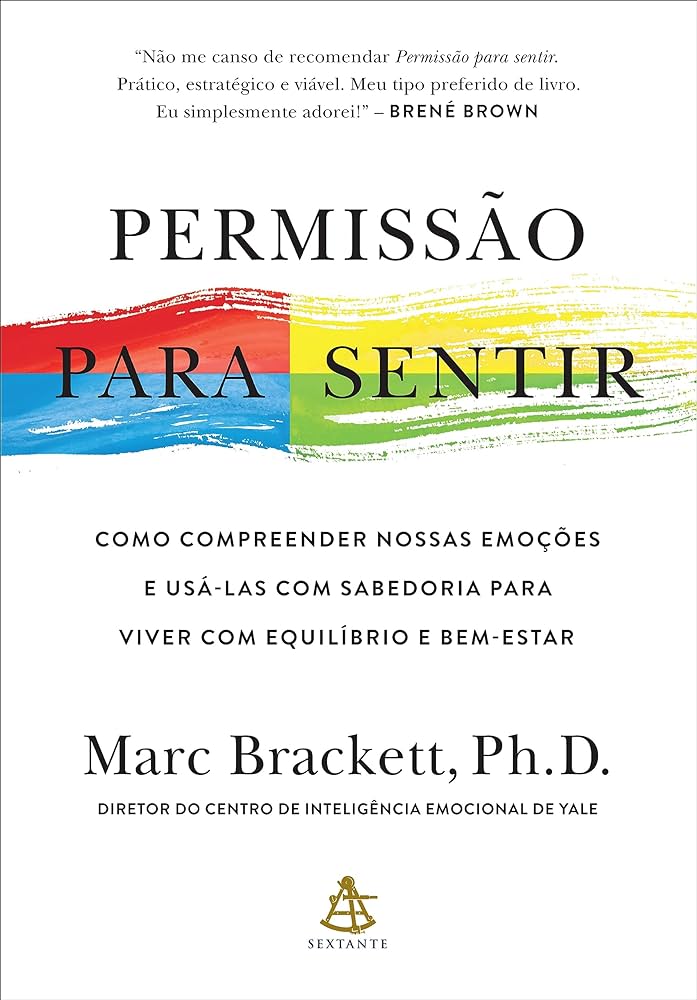 “Não me canso de recomendar Permissão para sentir.
Prático, estratégico e viável. Meu tipo preferido de livro.
Eu simplesmente adorei!” – BRENÉ BROWN
PERMISSÃO
PARA SENTIR
COMO COMPREENDER NOSSAS EMOÇÕES
E USÁ-LAS COM SABEDORIA PARA
VIVER COM EQUILÍBRIO E BEM-ESTAR
Marc Brackett, Ph.D.
DIRETOR DO CENTRO DE INTELIGÊNCIA EMOCIONAL DE YALE
SEXTANTE